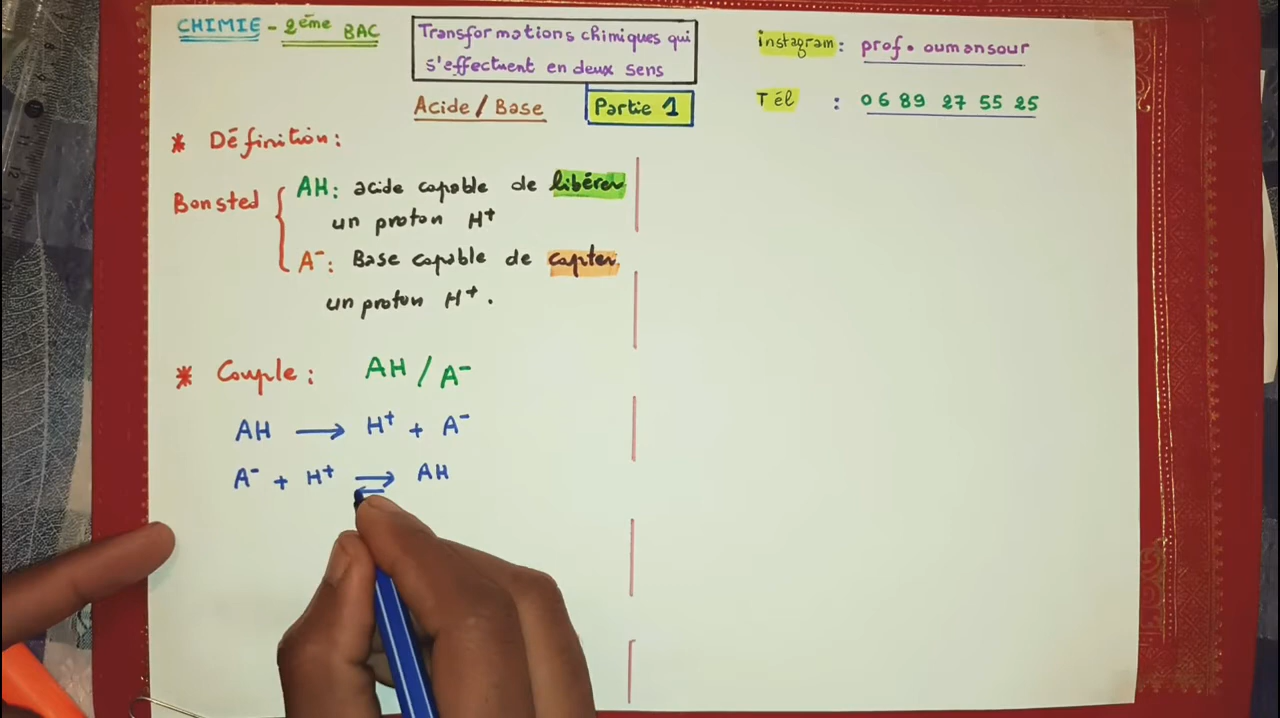 CHIMIE - 2ème BAC
Transformations chimiques qui
s'effectuent en deux sens
Acide / Base
Partie 1
instagram : prof. oumansour
Tél : 06 89 27 55 25
* Définition :
Bonsted
AH : acide capable de libérer
un proton H⁺
A⁻ : Base capable de capter
un proton H⁺.
* Couple : AH / A⁻
AH ⟶ H⁺ + A⁻
A⁻ + H⁺ ⇄ AH